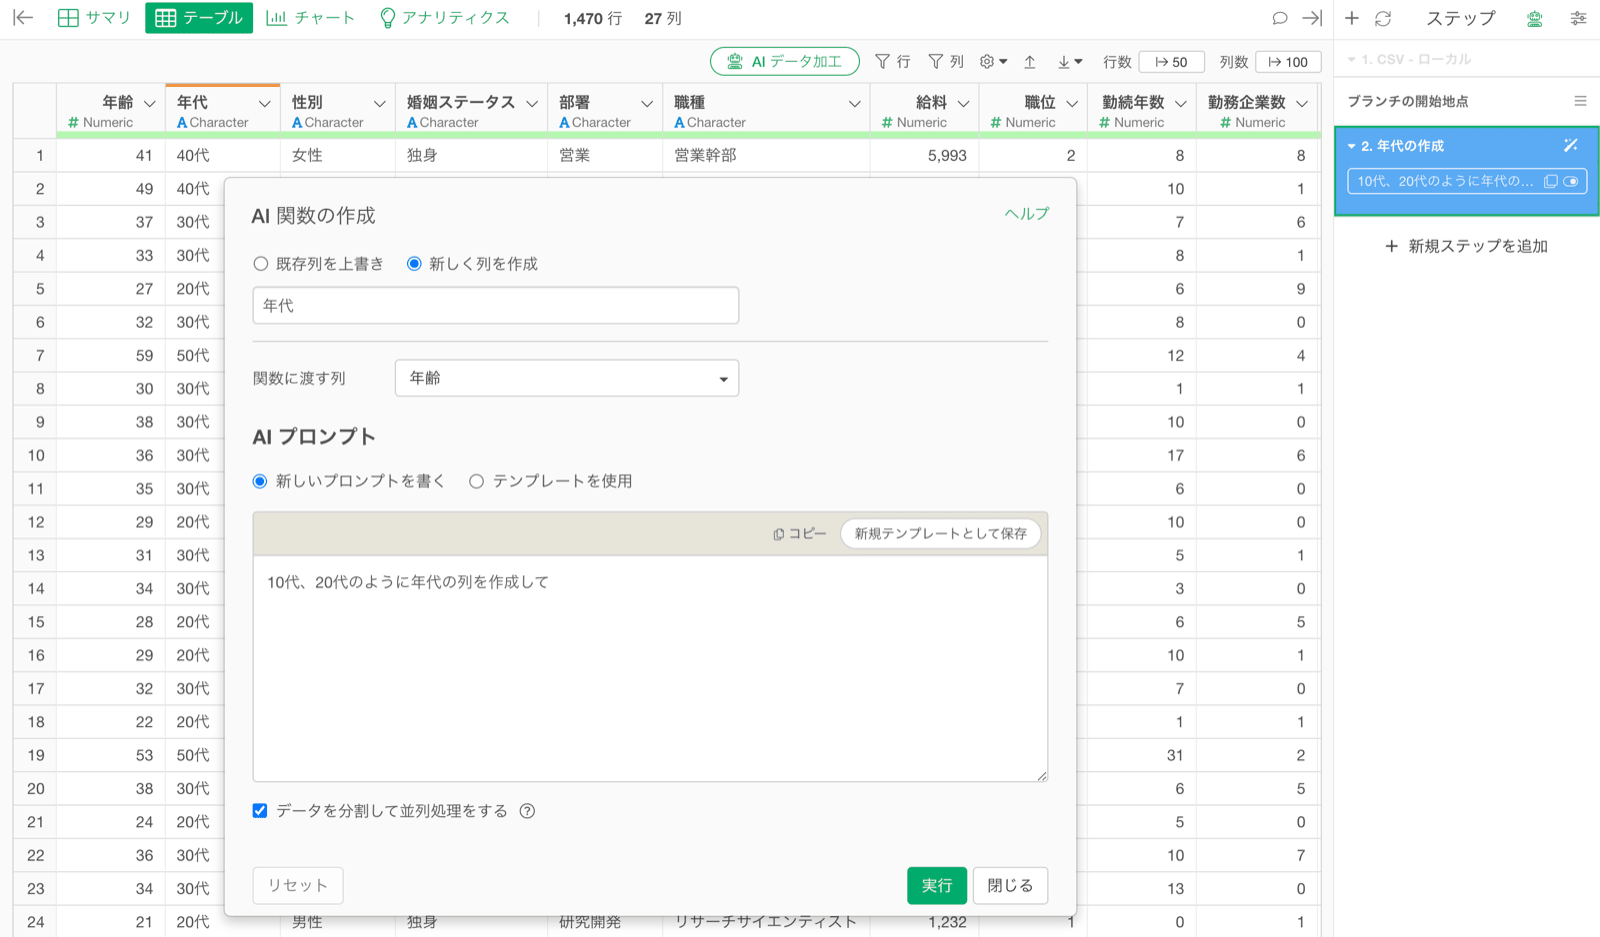 サマリ テーブル チャート アナリティクス 1,470 行 27 列 ステップ
AI データ加工 行 列 行数 50 列数 100 1. CSV - ローカル
年齢 年代 性別 婚姻ステータス 部署 職種 給料 職位 勤続年数 勤務企業数 ブランチの開始地点
# Numeric A Character A Character A Character A Character A Character # Numeric # Numeric # Numeric # Numeric
1 41 40代 女性 独身 営業 営業幹部 5,993 2 8 8 2. 年代の作成
2 49 40代 10 1 10代、20代のように年代の...
AI 関数の作成 ヘルプ
3 37 30代 7 6
4 33 30代 8 1 新規ステップを追加
既存列を上書き 新しく列を作成
5 27 20代 6 9
年代
6 32 30代 8 0
7 59 50代 12 4
関数に渡す列 年齢
8 30 30代 1 1
9 38 30代 10 0
AI プロンプト
10 36 30代 17 6
新しいプロンプトを書く テンプレートを使用
11 35 30代 6 0
12 29 20代 10 0
コピー 新規テンプレートとして保存
13 31 30代 5 1
10代、20代のように年代の列を作成して
14 34 30代 3 0
15 28 20代 6 5
16 29 20代 10 1
17 32 30代 7 0
18 22 20代 1 1
19 53 50代 31 2
20 38 30代 6 5
データを分割して並列処理をする ?
21 24 20代 5 0
22 36 30代 10 7
リセット 実行 閉じる
23 34 30代 13 0
24 21 20代 男性 独身 研究開発 リサーチサイエンティスト 1,232 1 0 1